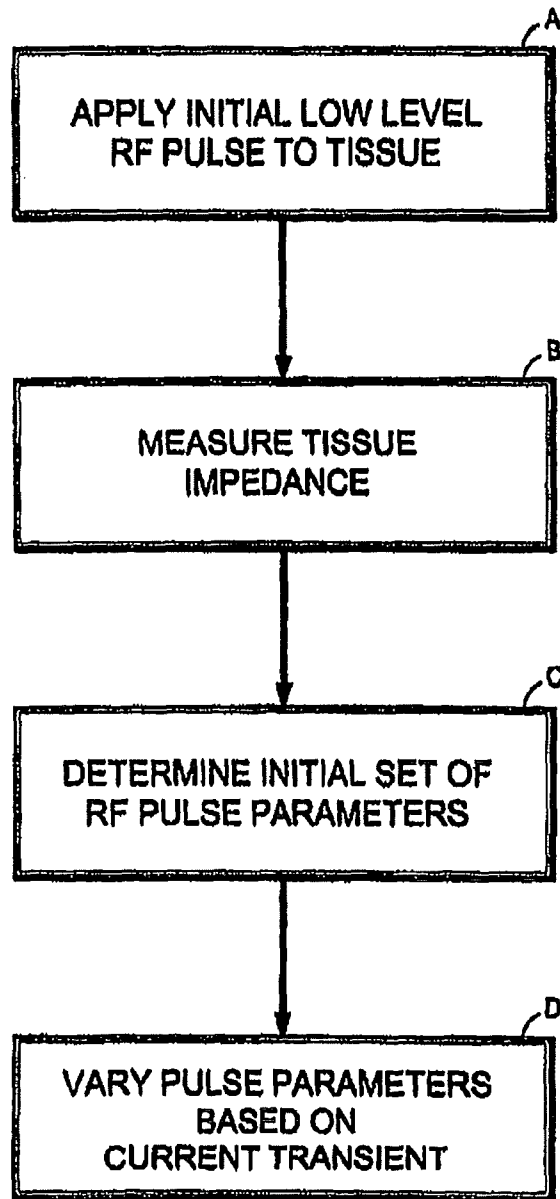 A
APPLY INITIAL LOW LEVEL
RF PULSE TO TISSUE
B
MEASURE TISSUE
IMPEDANCE
C
DETERMINE INITIAL SET OF
RF PULSE PARAMETERS
D
VARY PULSE PARAMETERS
BASED ON
CURRENT TRANSIENT